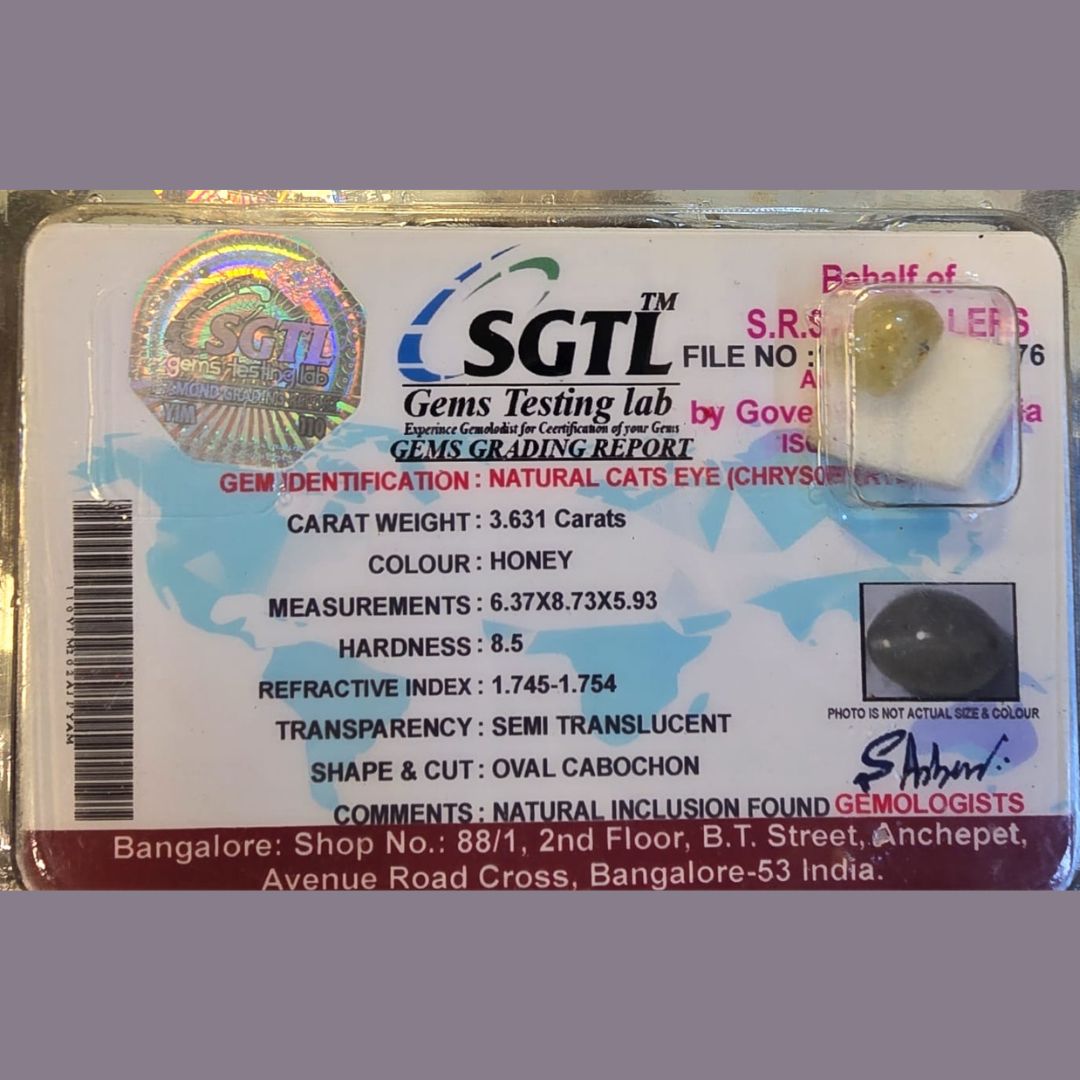 SGTL
gems testing lab
SGTL™
Gems Testing lab
Experince Gemolodist for Ceertification of your Gems
GEMS GRADING REPORT
Behalf of
FILE NO :
76
by
GEM IDENTIFICATION : NATURAL CATS EYE
CARAT WEIGHT : 3.631 Carats
COLOUR : HONEY
MEASUREMENTS : 6.37X8.73X5.93
HARDNESS : 8.5
REFRACTIVE INDEX : 1.745-1.754
TRANSPARENCY : SEMI TRANSLUCENT
SHAPE & CUT : OVAL CABOCHON
COMMENTS : NATURAL INCLUSION FOUND
PHOTO IS NOT ACTUAL SIZE & COLOUR
GEMOLOGISTS
Bangalore: Shop No.: 88/1, 2nd Floor, B.T. Street, Anchepet,
Avenue Road Cross, Bangalore-53 India.